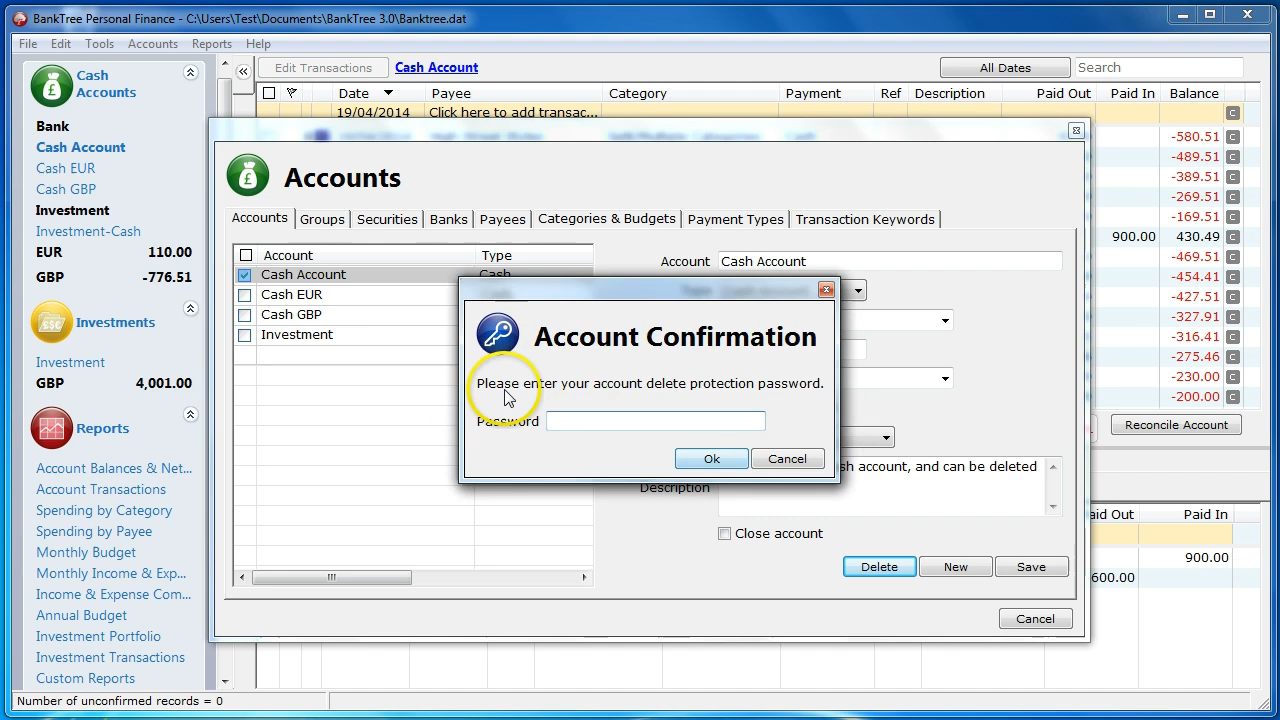 BankTree Personal Finance - C:\Users\Test\Documents\BankTree 3.0\Banktree.dat
File Edit Tools Accounts Reports Help
Cash Accounts
Bank
Cash Account
Cash EUR
Cash GBP
Investment
Investment-Cash
EUR 110.00
GBP -776.51
Investments
Investment
GBP 4,001.00
Reports
Account Balances & Net...
Account Transactions
Spending by Category
Spending by Payee
Monthly Budget
Monthly Income & Exp...
Income & Expense Com...
Annual Budget
Investment Portfolio
Investment Transactions
Custom Reports
Number of unconfirmed records = 0
Edit Transactions Cash Account All Dates Search
Date Payee Category Payment Ref Description Paid Out Paid In Balance
19/04/2014 Click here to add transac... C
-580.51 C
-489.51 C
-389.51 C
-269.51 C
-169.51 C
900.00 430.49 C
-469.51 C
-454.41 C
-427.51 C
-327.91 C
-316.41 C
-275.46 C
-230.00 C
-200.00 C
Reconcile Account
aid Out Paid In
900.00
600.00
Accounts
Accounts Groups Securities Banks Payees Categories & Budgets Payment Types Transaction Keywords
Account Type
Cash Account Cash
Cash EUR
Cash GBP
Investment
Account Cash Account
sh account, and can be deleted
Description
Close account
Delete New Save
Cancel
Account Confirmation
Please enter your account delete protection password.
Password
Ok Cancel